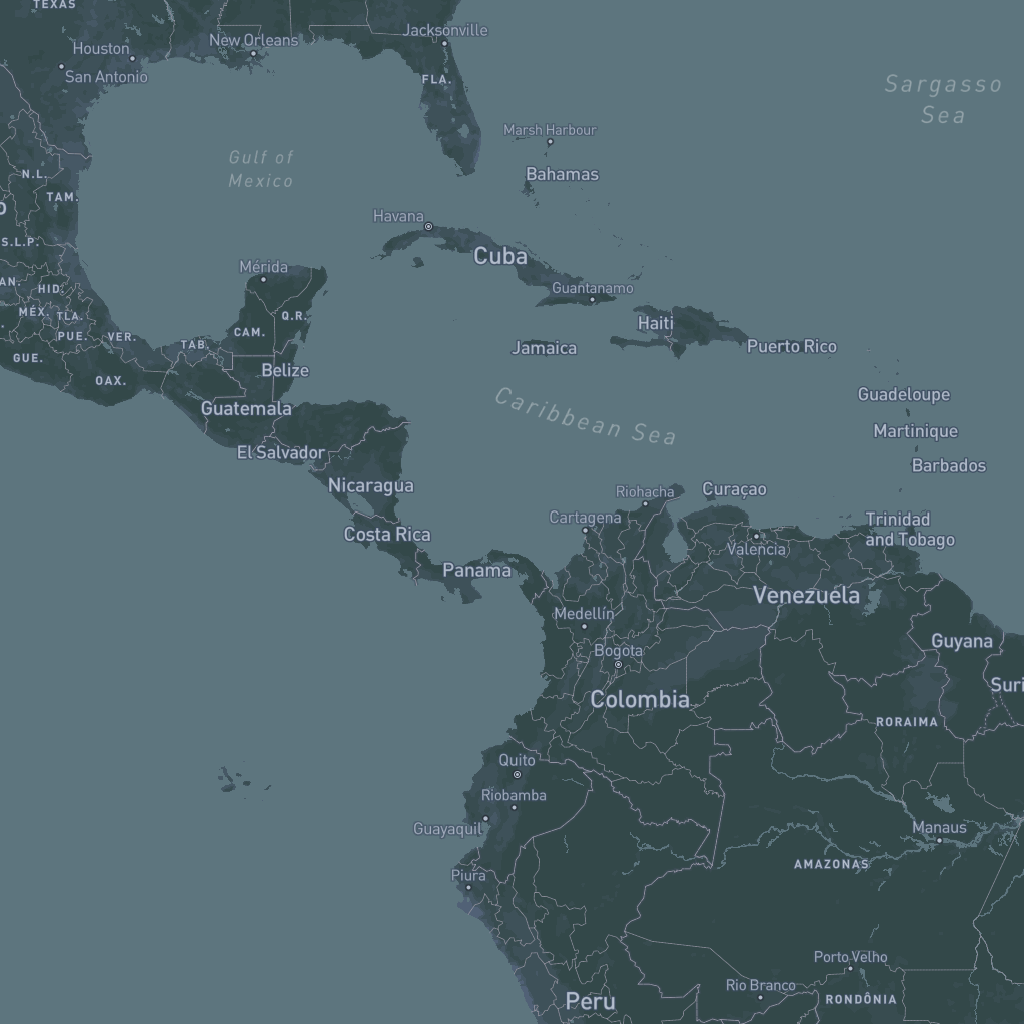 TEXAS
Jacksonville
New Orleans
Houston
San Antonio
FLA.
Sargasso
Sea
Marsh Harbour
Gulf of
Mexico
Bahamas
N.L.
TAM.
Havana
S.L.P.
Cuba
Mérida
HID.
Guantanamo
MÉX.
TLA.
Q.R.
Haiti
CAM.
PUE.
VER.
TAB.
Jamaica
Puerto Rico
GUE.
Belize
OAX.
Guadeloupe
Guatemala
Caribbean Sea
Martinique
El Salvador
Barbados
Nicaragua
Riohacha
Curaçao
Cartagena
Trinidad
and Tobago
Costa Rica
Valencia
Panama
Venezuela
Medellín
Guyana
Bogota
Colombia
Suri
RORAIMA
Quito
Riobamba
Guayaquil
Manaus
AMAZONAS
Piura
Porto Velho
Rio Branco
Peru
RONDÔNIA